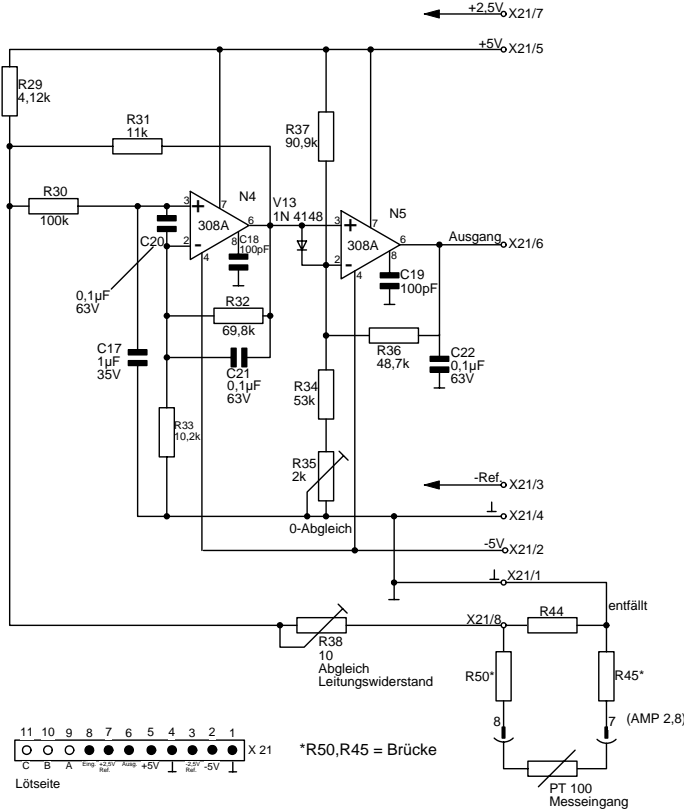 +2,5V X21/7
+5V X21/5
R29
4,12k
R31
11k
R37
90,9k
R30
100k
N4
V13
1N 4148
N5
3 + 7
308A
6
2 - 4
8
C18
100pF
3 + 7
308A
6
2 - 4
8
Ausgang X21/6
C20
0,1µF
63V
C19
100pF
R32
69,8k
C17
1µF
35V
C21
0,1µF
63V
R36
48,7k
C22
0,1µF
63V
R34
53k
R33
10,2k
R35
2k
0-Abgleich
-Ref. X21/3
⊥ X21/4
-5V X21/2
⊥ X21/1
entfällt
X21/8
R44
R38
10
Abgleich
Leitungswiderstand
R50*
R45*
8
7
(AMP 2,8)
PT 100
Messeingang
11 10 9 8 7 6 5 4 3 2 1
X 21
C B A Eing. +2,5V Ref. Ausg. +5V ⊥ -2,5V Ref. -5V ⊥
Lötseite
*R50,R45 = Brücke